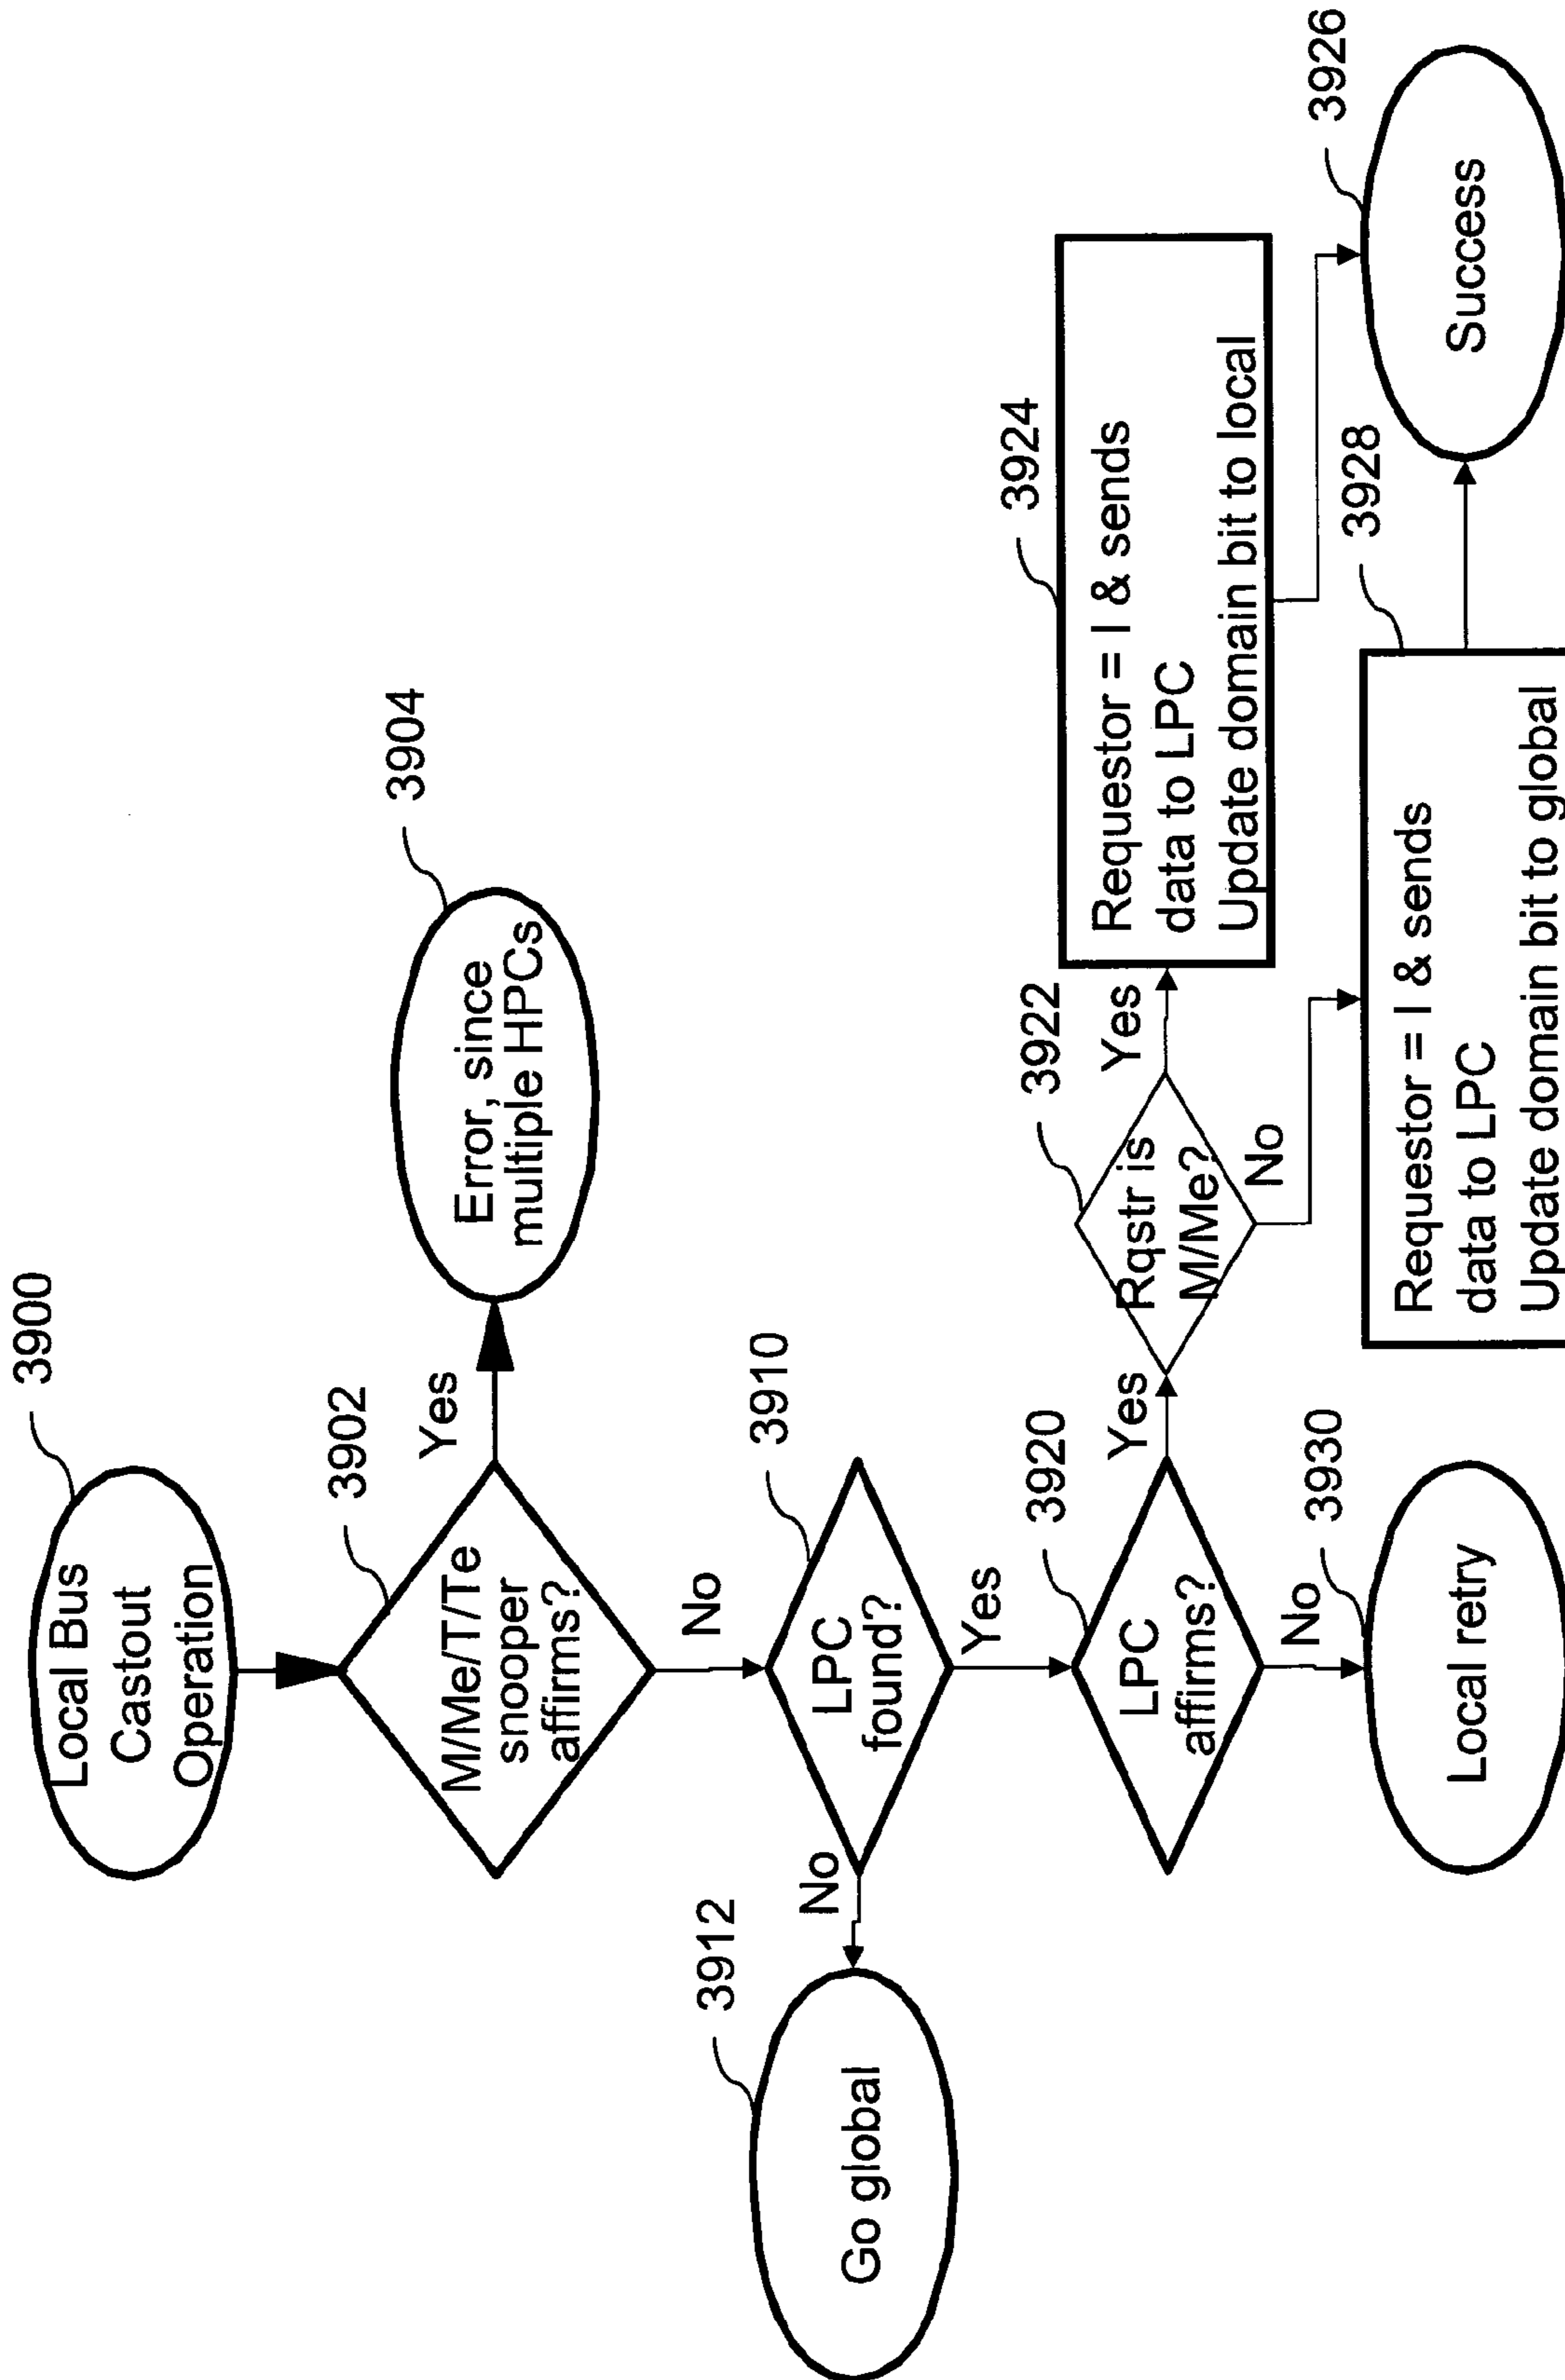 3900
Local Bus
Castout
Operation
3902
M/Me/T/Te
snooper
affirms?
Yes
3904
Error, since
multiple HPCs
No
3910
LPC
found?
No
3912
Go global
Yes
3920
LPC
affirms?
Yes
3922
Rqstr is
M/Me?
Yes
3924
Requestor = I & sends
data to LPC
Update domain bit to local
No
3928
Requestor = I & sends
data to LPC
Update domain bit to global
3926
Success
No
3930
Local retry